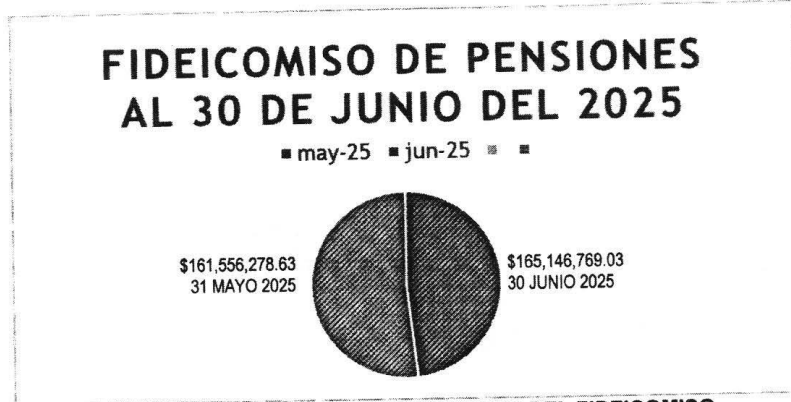 FIDEICOMISO DE PENSIONES
AL 30 DE JUNIO DEL 2025
may-25 jun-25
$161,556,278.63
31 MAYO 2025
$165,146,769.03
30 JUNIO 2025
FIDEICOMISO